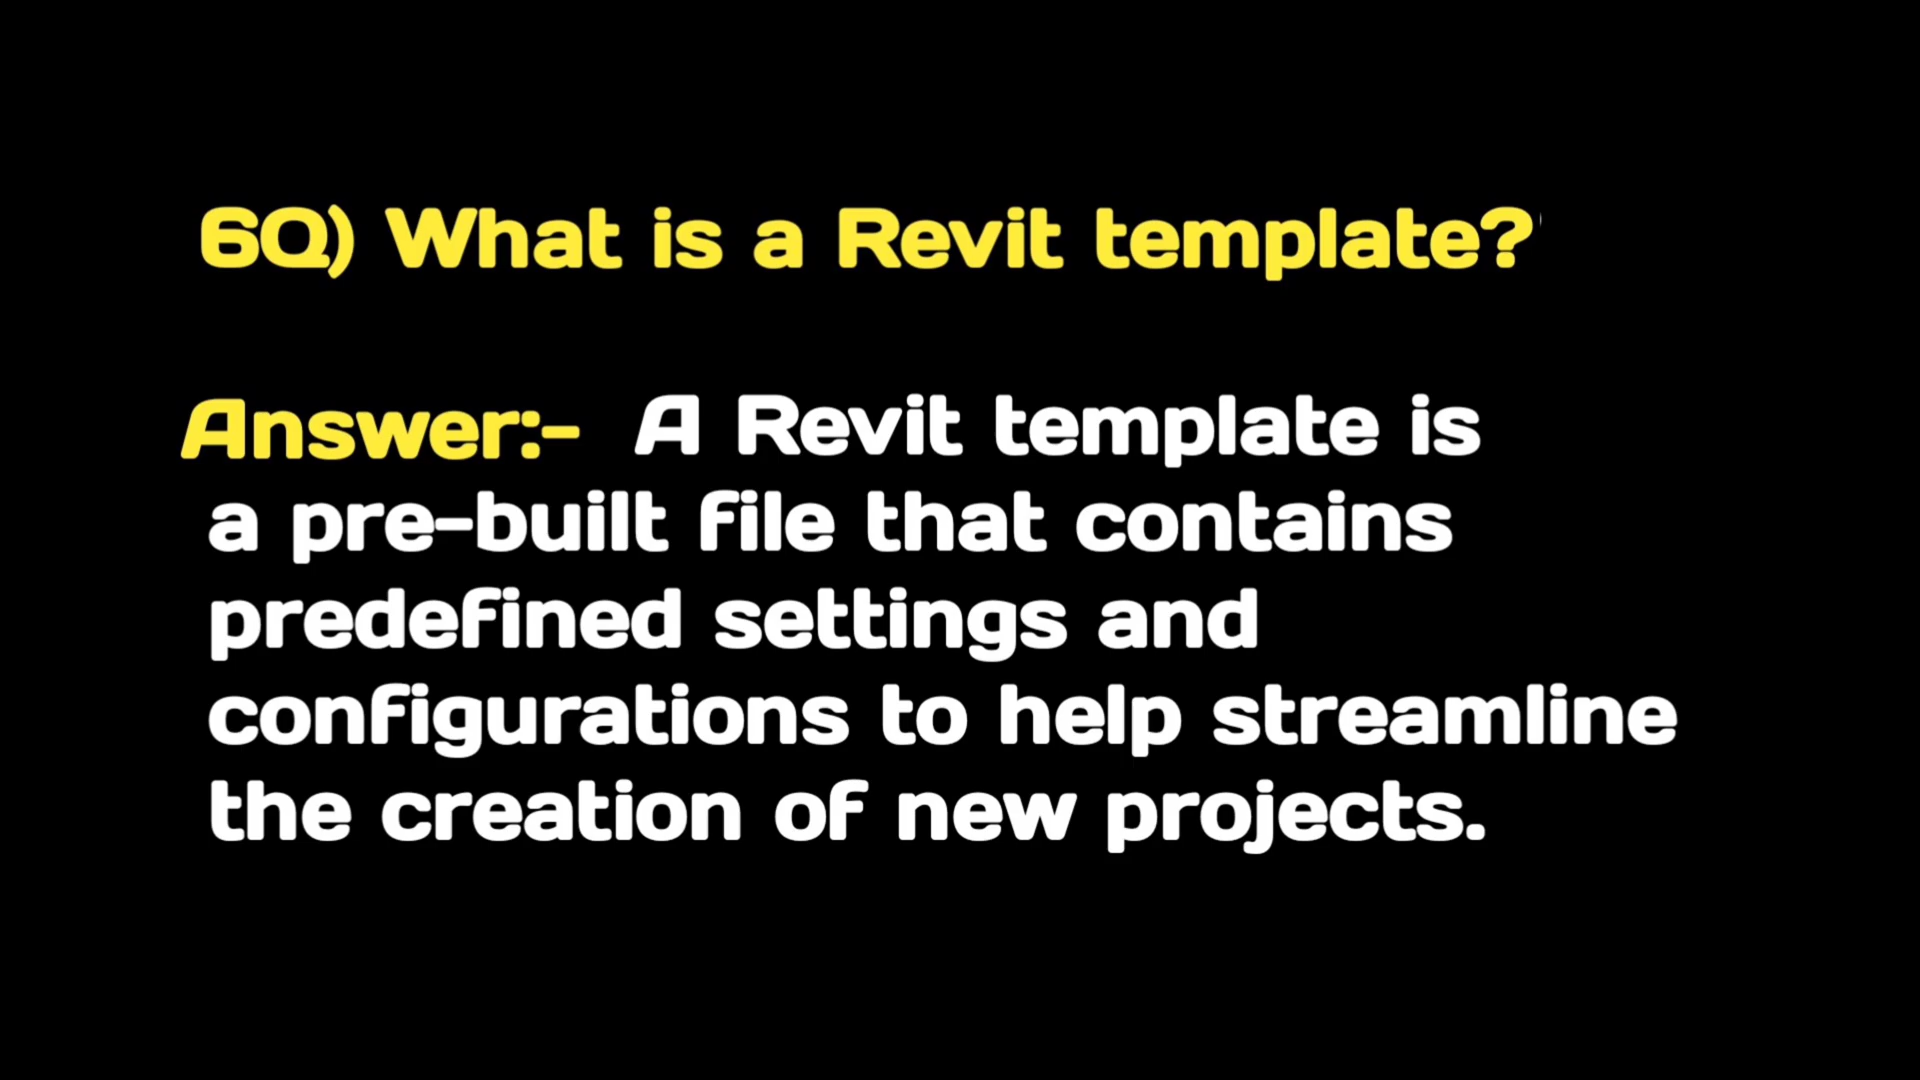 6Q) What is a Revit template?
Answer:- A Revit template is
a pre-built file that contains
predefined settings and
configurations to help streamline
the creation of new projects.